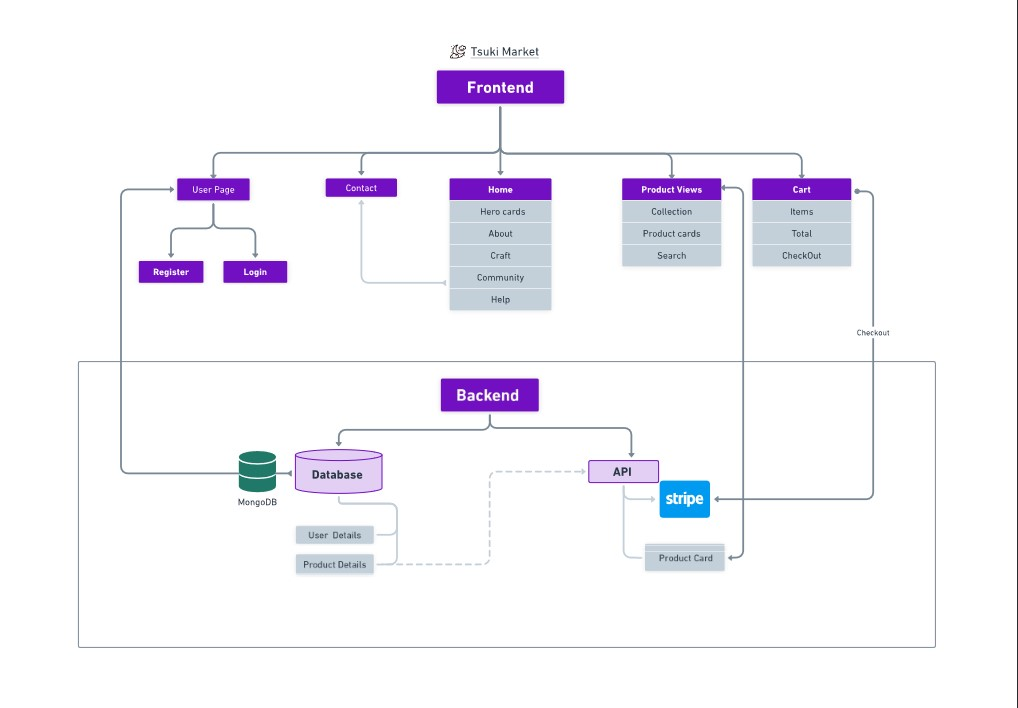 Tsuki Market
Frontend
User Page
Contact
Home
Product Views
Cart
Hero cards
Collection
Items
About
Product cards
Total
Craft
Search
CheckOut
Register
Login
Community
Help
Checkout
Backend
Database
API
stripe
MongoDB
User Details
Product Details
Product Card